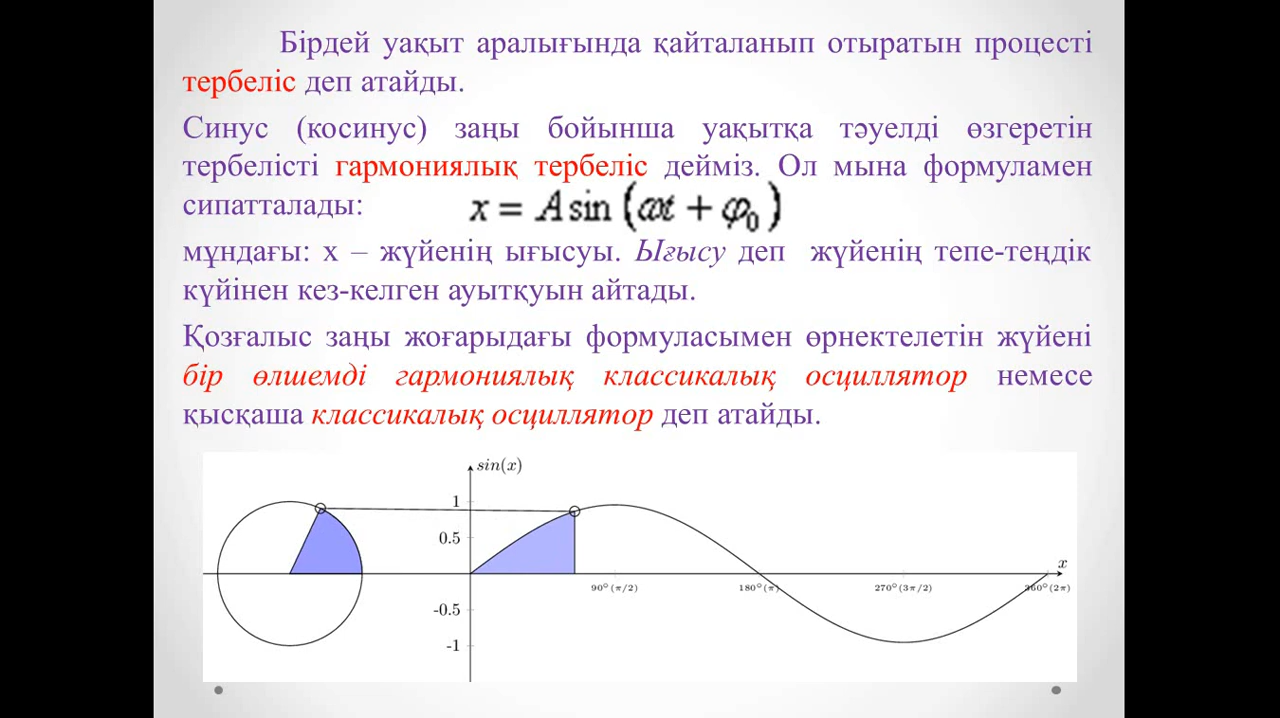 Бірдей уақыт аралығында қайталанып отыратын процесті
тербеліс деп атайды.
Синус (косинус) заңы бойынша уақытқа тәуелді өзгеретін
тербелісті гармониялық тербеліс дейміз. Ол мына формуламен
сипатталады: x = A sin (ωt + φ₀)
мұндағы: x – жүйенің ығысуы. Ығысу деп жүйенің тепе-теңдік
күйінен кез-келген ауытқуын айтады.
Қозғалыс заңы жоғарыдағы формуласымен өрнектелетін жүйені
бір өлшемді гармониялық классикалық осциллятор немесе
қысқаша классикалық осциллятор деп атайды.
sin(x)
1
0.5
-0.5
-1
x
90°(π/2) 180°(π) 270°(3π/2) 360°(2π)